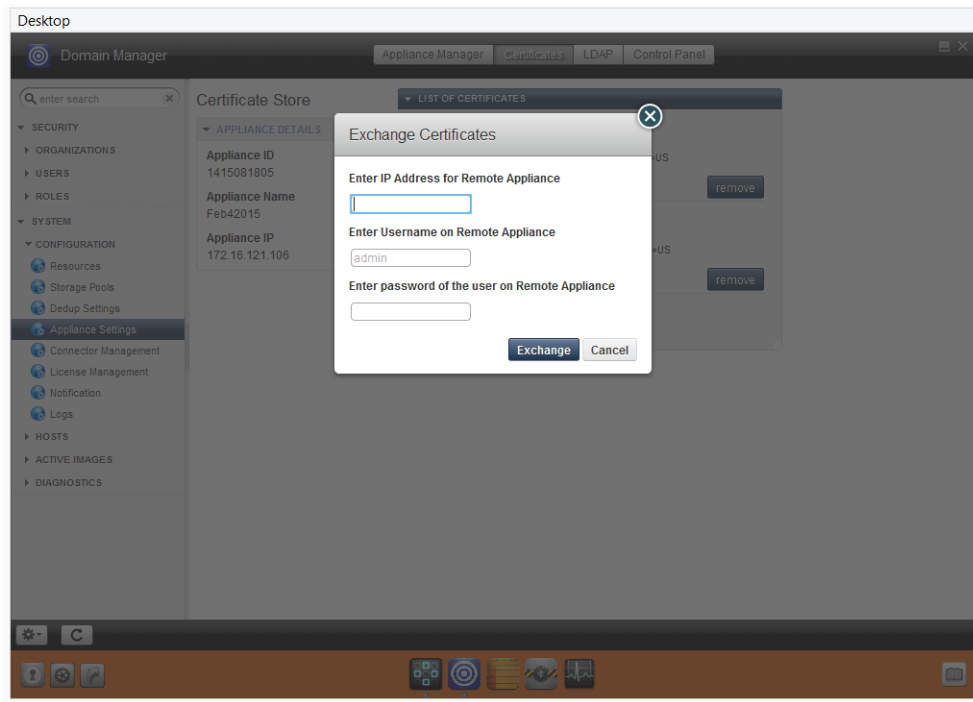 Desktop
Domain Manager
Appliance Manager Certificates LDAP Control Panel
enter search
SECURITY
ORGANIZATIONS
USERS
ROLES
SYSTEM
CONFIGURATION
Resources
Storage Pools
Dedup Settings
Appliance Settings
Connector Management
License Management
Notification
Logs
HOSTS
ACTIVE IMAGES
DIAGNOSTICS
Certificate Store
APPLIANCE DETAILS
Appliance ID
1415081805
Appliance Name
Feb42015
Appliance IP
172.16.121.106
LIST OF CERTIFICATES
=US
remove
=US
remove
Exchange Certificates
Enter IP Address for Remote Appliance
Enter Username on Remote Appliance
admin
Enter password of the user on Remote Appliance
Exchange Cancel